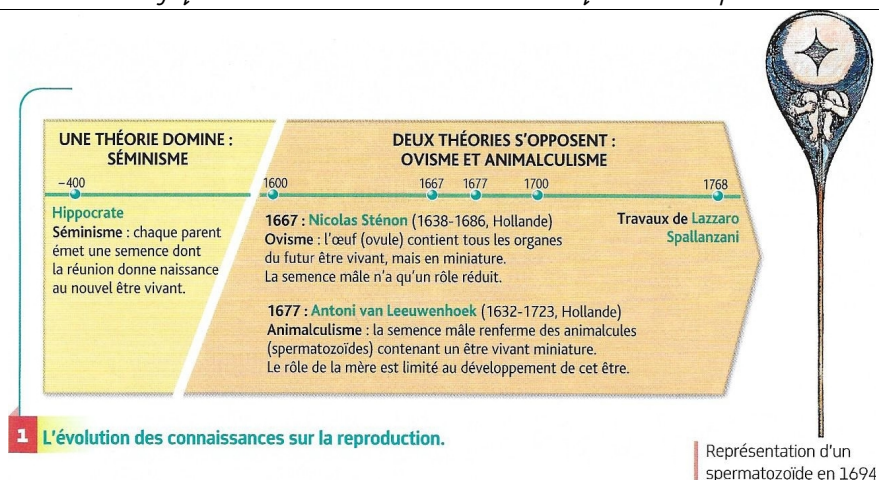 UNE THÉORIE DOMINE :
SÉMINISME
DEUX THÉORIES S'OPPOSENT :
OVISME ET ANIMALCULISME
–400
1600
1667
1677
1700
1768
Hippocrate
Séminisme : chaque parent
émet une semence dont
la réunion donne naissance
au nouvel être vivant.
1667 : Nicolas Sténon (1638-1686, Hollande)
Ovisme : l'œuf (ovule) contient tous les organes
du futur être vivant, mais en miniature.
La semence mâle n'a qu'un rôle réduit.
1677 : Antoni van Leeuwenhoek (1632-1723, Hollande)
Animalculisme : la semence mâle renferme des animalcules
(spermatozoïdes) contenant un être vivant miniature.
Le rôle de la mère est limité au développement de cet être.
Travaux de Lazzaro
Spallanzani
1 L'évolution des connaissances sur la reproduction.
Représentation d'un
spermatozoïde en 1694